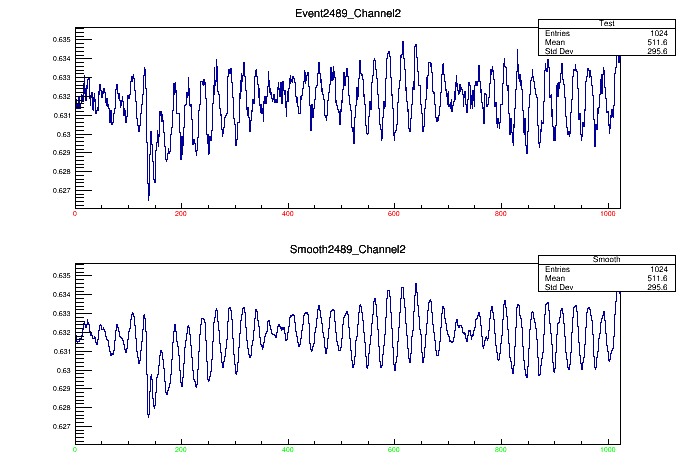 Event2489_Channel2
Test
Entries 1024
Mean 511.6
Std Dev 295.6
0.635
0.634
0.633
0.632
0.631
0.63
0.629
0.628
0.627
0 200 400 600 800 1000
Smooth2489_Channel2
Smooth
Entries 1024
Mean 511.6
Std Dev 295.6
0.635
0.634
0.633
0.632
0.631
0.63
0.629
0.628
0.627
0 200 400 600 800 1000